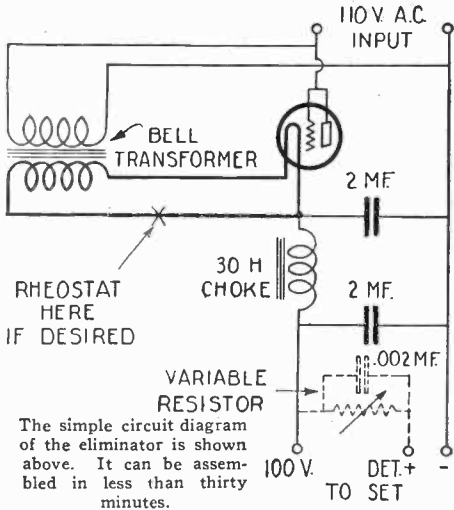 110 V. A.C.
INPUT
BELL
TRANSFORMER
2 MF.
30 H
CHOKE
RHEOSTAT
HERE
IF DESIRED
2 MF.
.002 MF.
VARIABLE
RESISTOR
The simple circuit diagram
of the eliminator is shown
above. It can be assem-
bled in less than thirty
minutes.
100 V.
DET. + -
TO SET